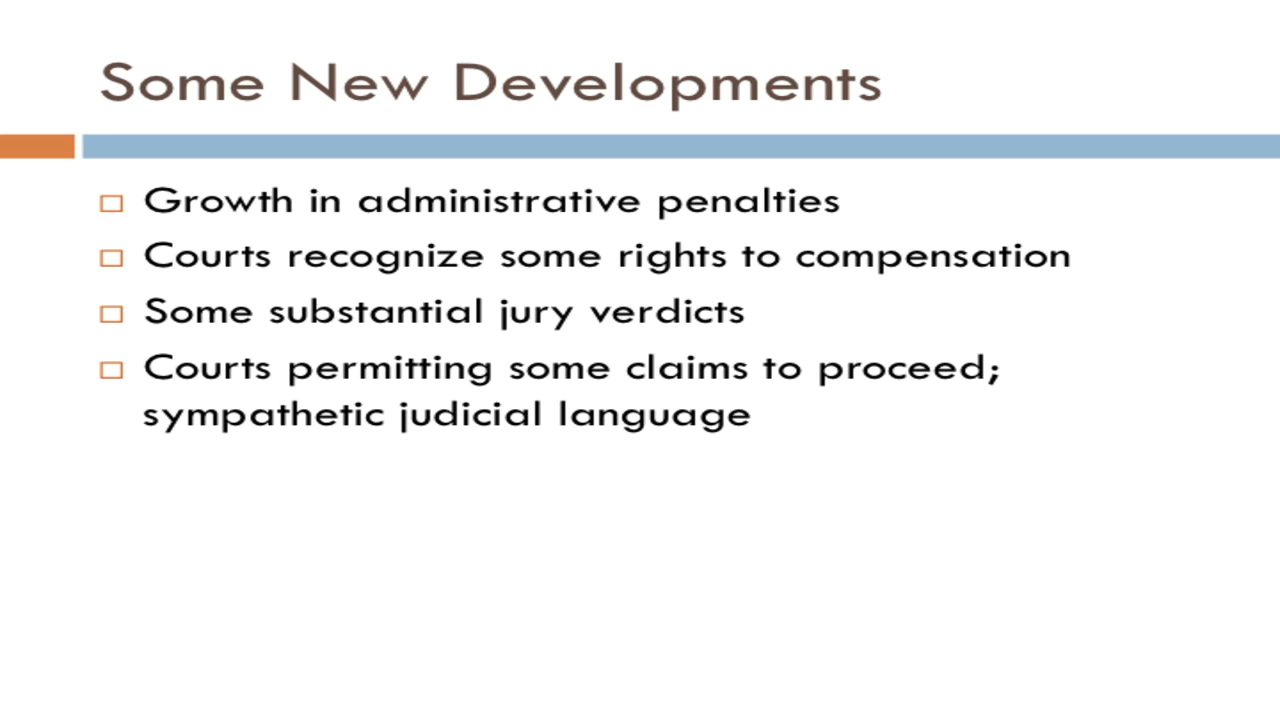 Some New Developments
Growth in administrative penalties
Courts recognize some rights to compensation
Some substantial jury verdicts
Courts permitting some claims to proceed;
sympathetic judicial language